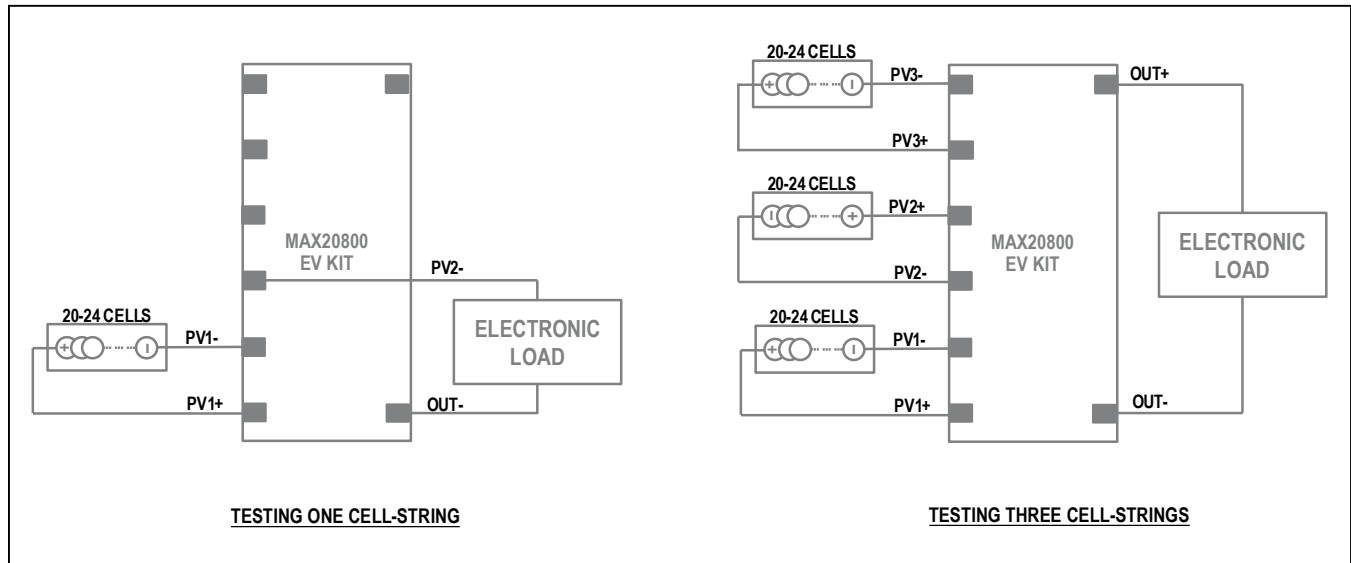 MAX20800
EV KIT
PV2-
20-24 CELLS
PV1-
ELECTRONIC
LOAD
PV1+
OUT-
TESTING ONE CELL-STRING
20-24 CELLS
PV3-
OUT+
PV3+
20-24 CELLS
PV2+
MAX20800
EV KIT
ELECTRONIC
LOAD
PV2-
20-24 CELLS
PV1-
PV1+
OUT-
TESTING THREE CELL-STRINGS